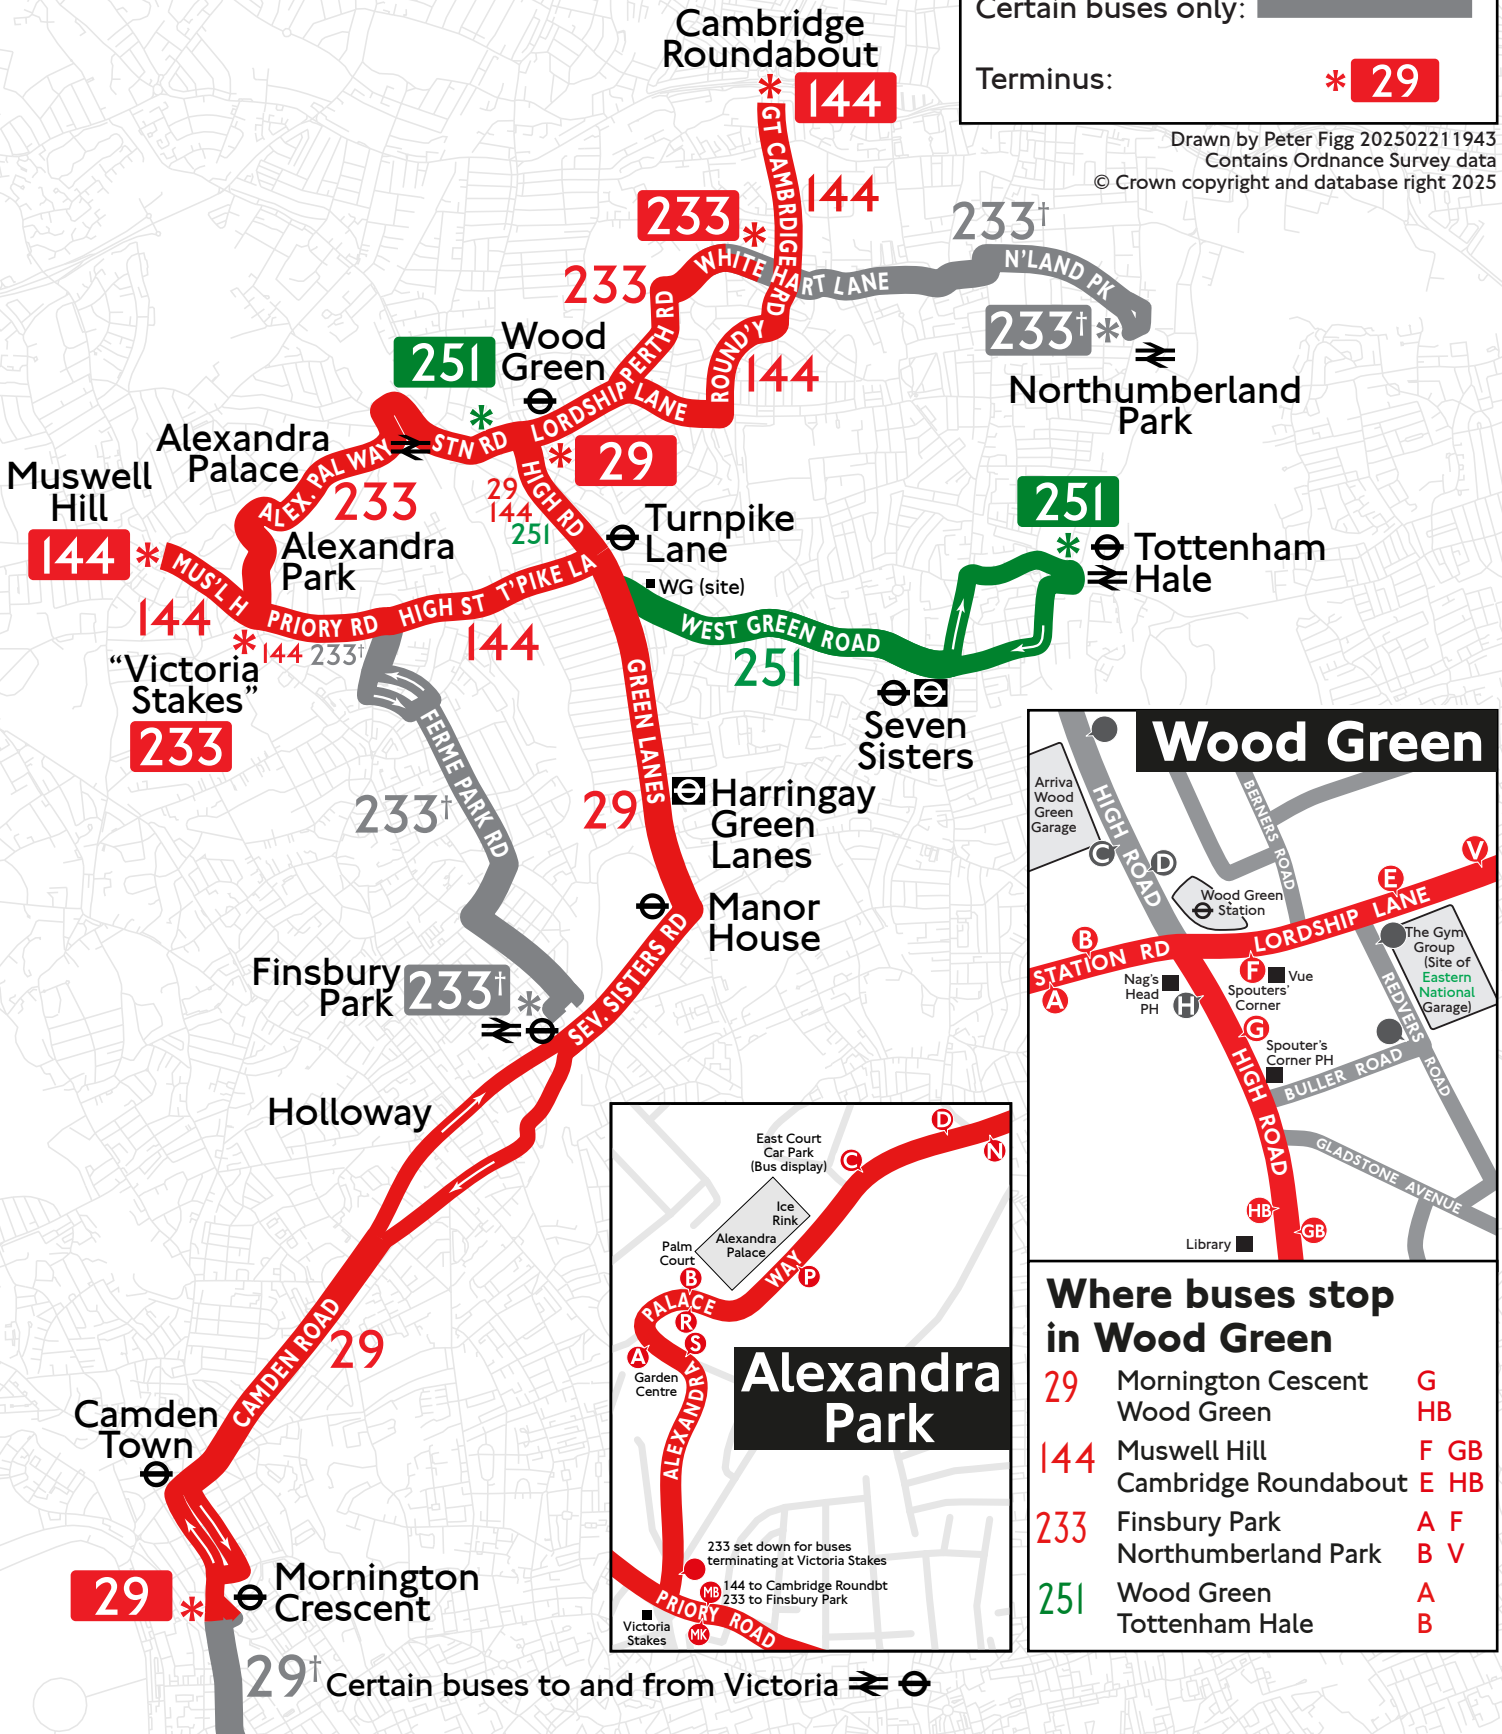 Certain buses only:
Terminus:
* 29
Drawn by Peter Figg 202502211943
Contains Ordnance Survey data
© Crown copyright and database right 2025
Cambridge
Roundabout
* 144
GT CAMBRDIGE RD
144
233
*
233†
WHITE HART LANE
N'LAND PK
233
PERTH RD
233† *
Northumberland
Park
ROUND'Y
144
Wood
Green
251
*
LORDSHIP LANE
STN RD
* 29
Alexandra
Palace
ALEX. PAL WAY
233
HIGH RD
29
144
251
Muswell
Hill
144 *
MUS'L H
144
Alexandra
Park
Turnpike
Lane
WG (site)
251
*
Tottenham
Hale
PRIORY RD
HIGH ST
T'PIKE LA
144
*
144 233†
"Victoria
Stakes"
233
WEST GREEN ROAD
251
Seven
Sisters
GREEN LANES
29
Harringay
Green
Lanes
FERME PARK RD
233†
Manor
House
Finsbury
Park
233† *
SEV. SISTERS RD
Holloway
CAMDEN ROAD
29
Camden
Town
29 *
Mornington
Crescent
29† Certain buses to and from Victoria
Wood Green
Arriva
Wood
Green
Garage
HIGH ROAD
BERNERS ROAD
C
D
V
E
Wood Green
Station
LORDSHIP LANE
B
STATION RD
A
Nag's
Head
PH
H
F
Vue
Spouters'
Corner
The Gym
Group
(Site of
Eastern
National
Garage)
REDVERS ROAD
G
Spouter's
Corner PH
HIGH ROAD
BULLER ROAD
GLADSTONE AVENUE
HB
GB
Library
Where buses stop
in Wood Green
29 Mornington Cescent G
Wood Green HB
144 Muswell Hill F GB
Cambridge Roundabout E HB
233 Finsbury Park A F
Northumberland Park B V
251 Wood Green A
Tottenham Hale B
D
N
C
East Court
Car Park
(Bus display)
Ice
Rink
Alexandra
Palace
Palm
Court
B
P
ALEXANDRA PALACE WAY
R
S
A
Garden
Centre
Alexandra
Park
233 set down for buses
terminating at Victoria Stakes
MB
144 to Cambridge Roundbt
233 to Finsbury Park
PRIORY ROAD
MK
Victoria
Stakes